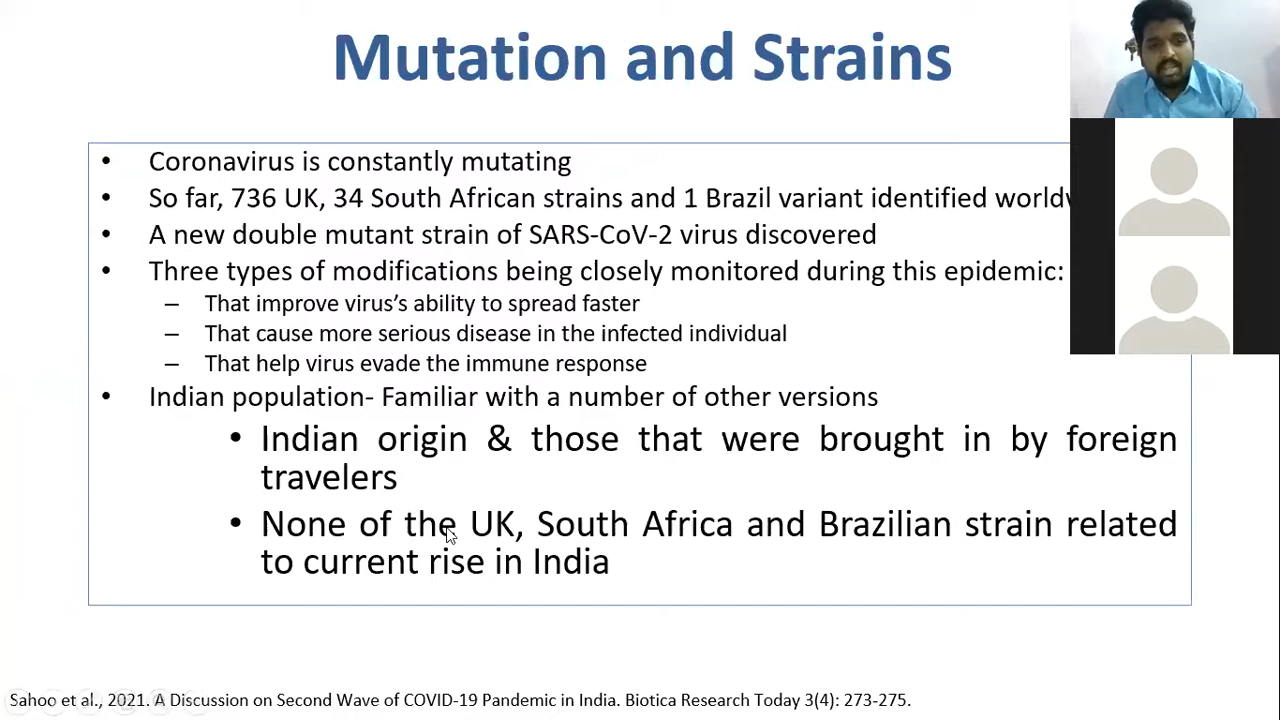 Mutation and Strains
• Coronavirus is constantly mutating
• So far, 736 UK, 34 South African strains and 1 Brazil variant identified
• A new double mutant strain of SARS-CoV-2 virus discovered
• Three types of modifications being closely monitored during this epidemic:
– That improve virus's ability to spread faster
– That cause more serious disease in the infected individual
– That help virus evade the immune response
• Indian population- Familiar with a number of other versions
• Indian origin & those that were brought in by foreign
travelers
• None of the UK, South Africa and Brazilian strain related
to current rise in India
Sahoo et al., 2021. A Discussion on Second Wave of COVID-19 Pandemic in India. Biotica Research Today 3(4): 273-275.